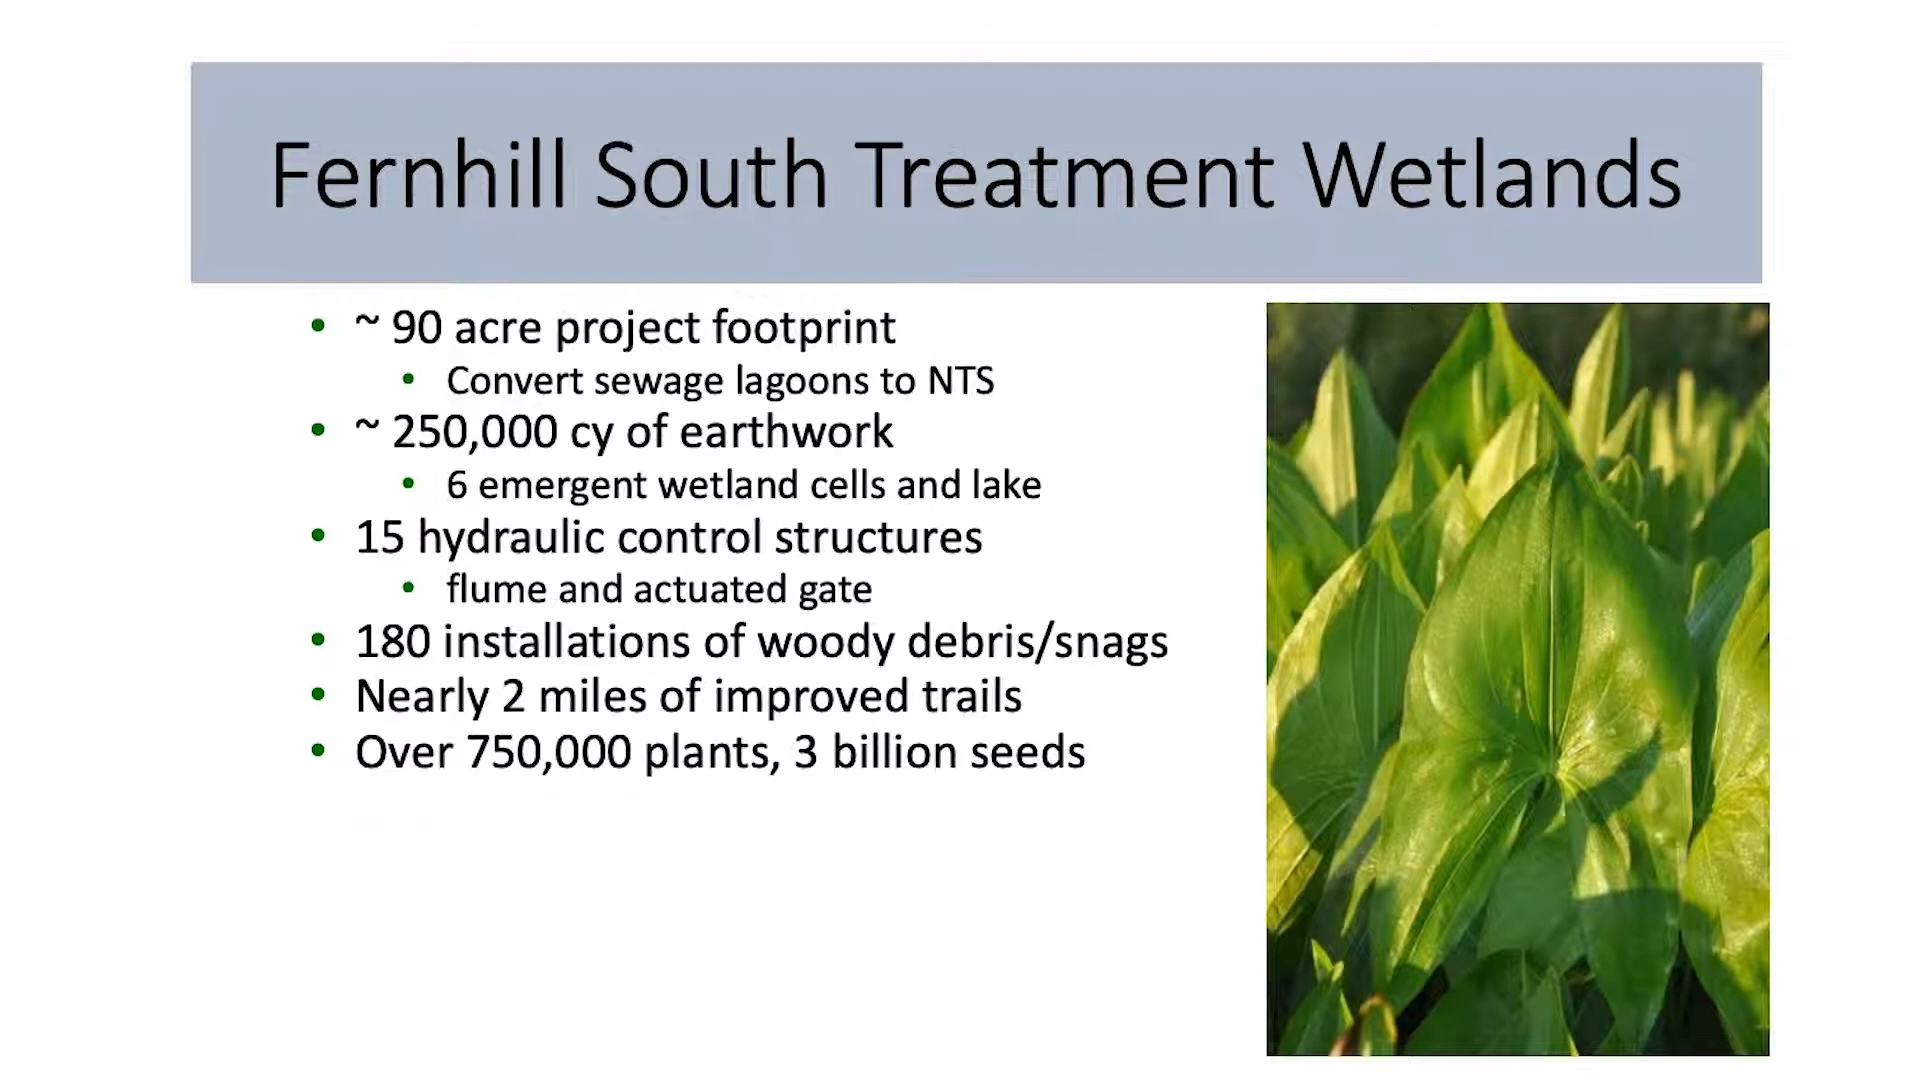 Fernhill South Treatment Wetlands
• ~ 90 acre project footprint
• Convert sewage lagoons to NTS
• ~ 250,000 cy of earthwork
• 6 emergent wetland cells and lake
• 15 hydraulic control structures
• flume and actuated gate
• 180 installations of woody debris/snags
• Nearly 2 miles of improved trails
• Over 750,000 plants, 3 billion seeds